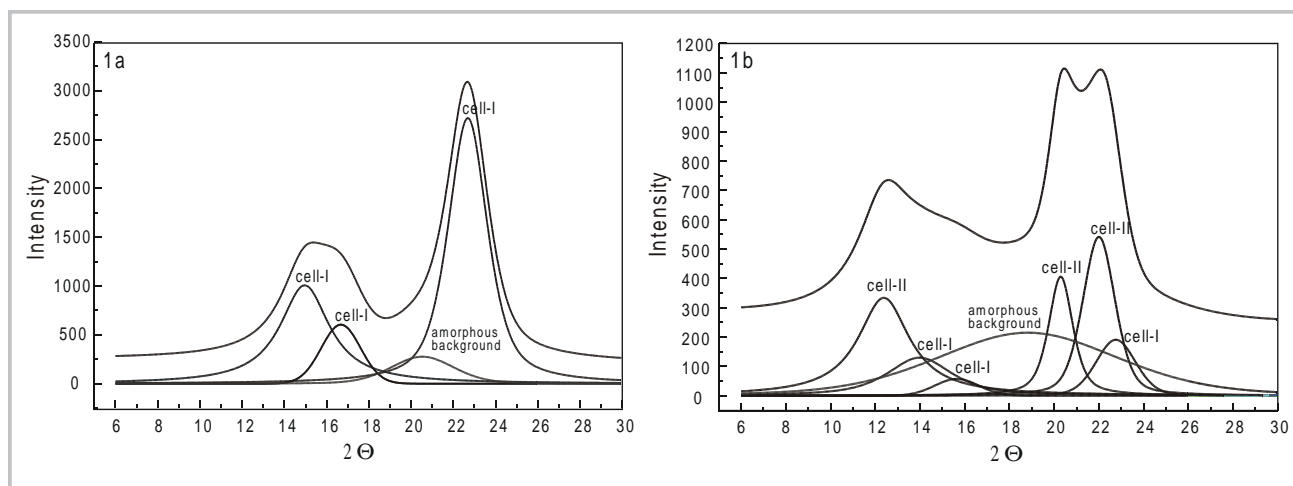 1a
Intensity
3500
3000
2500
2000
1500
1000
500
0
cell-I
cell-I
cell-I
amorphous
background
6 8 10 12 14 16 18 20 22 24 26 28 30
2 Θ
1b
Intensity
1200
1100
1000
900
800
700
600
500
400
300
200
100
0
cell-II
cell-II
cell-II
amorphous
background
cell-I
cell-I
cell-I
6 8 10 12 14 16 18 20 22 24 26 28 30
2 Θ